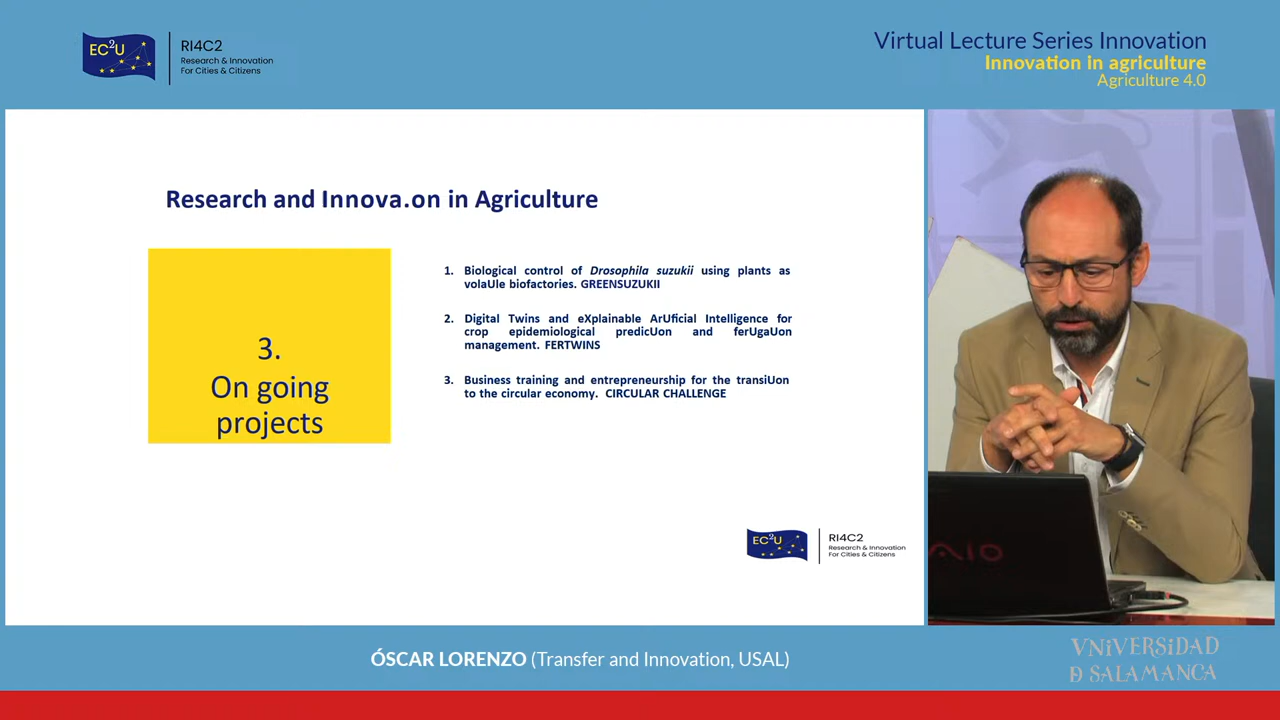 EC2U
RI4C2
Research & Innovation
For Cities & Citizens
Virtual Lecture Series Innovation
Innovation in agriculture
Agriculture 4.0
Research and Innova.on in Agriculture
3.
On going
projects
1. Biological control of Drosophila suzukii using plants as
volaUle biofactories. GREENSUZUKII
2. Digital Twins and eXplainable ArUficial Intelligence for
crop epidemiological predicUon and ferUgaUon
management. FERTWINS
3. Business training and entrepreneurship for the transiUon
to the circular economy. CIRCULAR CHALLENGE
EC2U
RI4C2
Research & Innovation
For Cities & Citizens
AIO
ÓSCAR LORENZO (Transfer and Innovation, USAL)
VNiVERSiDAD
D SALAMANCA